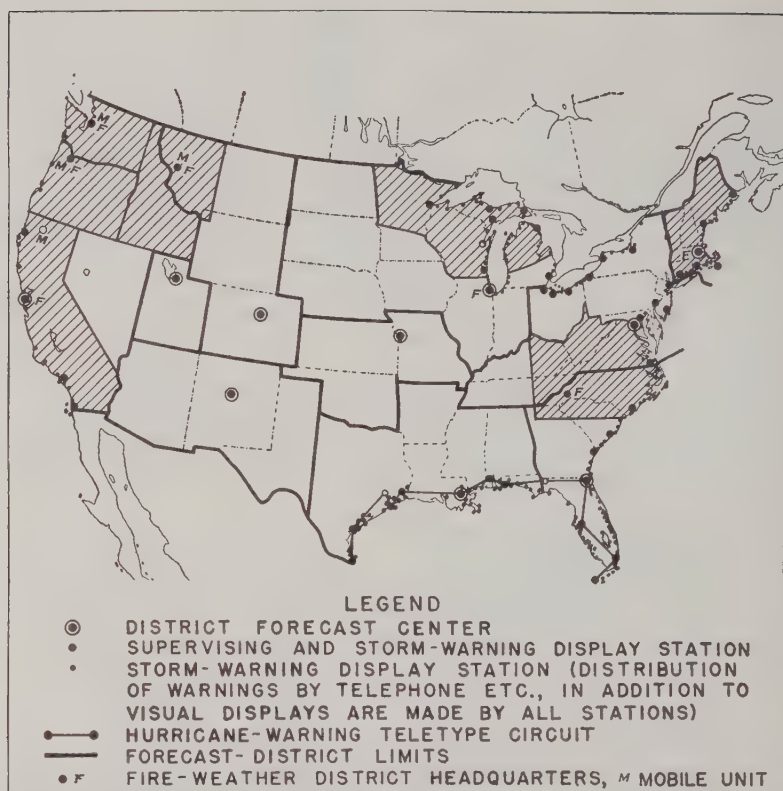 M
F
M
F
M
F
M
F
F
F
F
LEGEND
DISTRICT FORECAST CENTER
SUPERVISING AND STORM-WARNING DISPLAY STATION
STORM-WARNING DISPLAY STATION (DISTRIBUTION
OF WARNINGS BY TELEPHONE ETC., IN ADDITION TO
VISUAL DISPLAYS ARE MADE BY ALL STATIONS)
HURRICANE-WARNING TELETYPE CIRCUIT
FORECAST-DISTRICT LIMITS
F FIRE-WEATHER DISTRICT HEADQUARTERS, M MOBILE UNIT